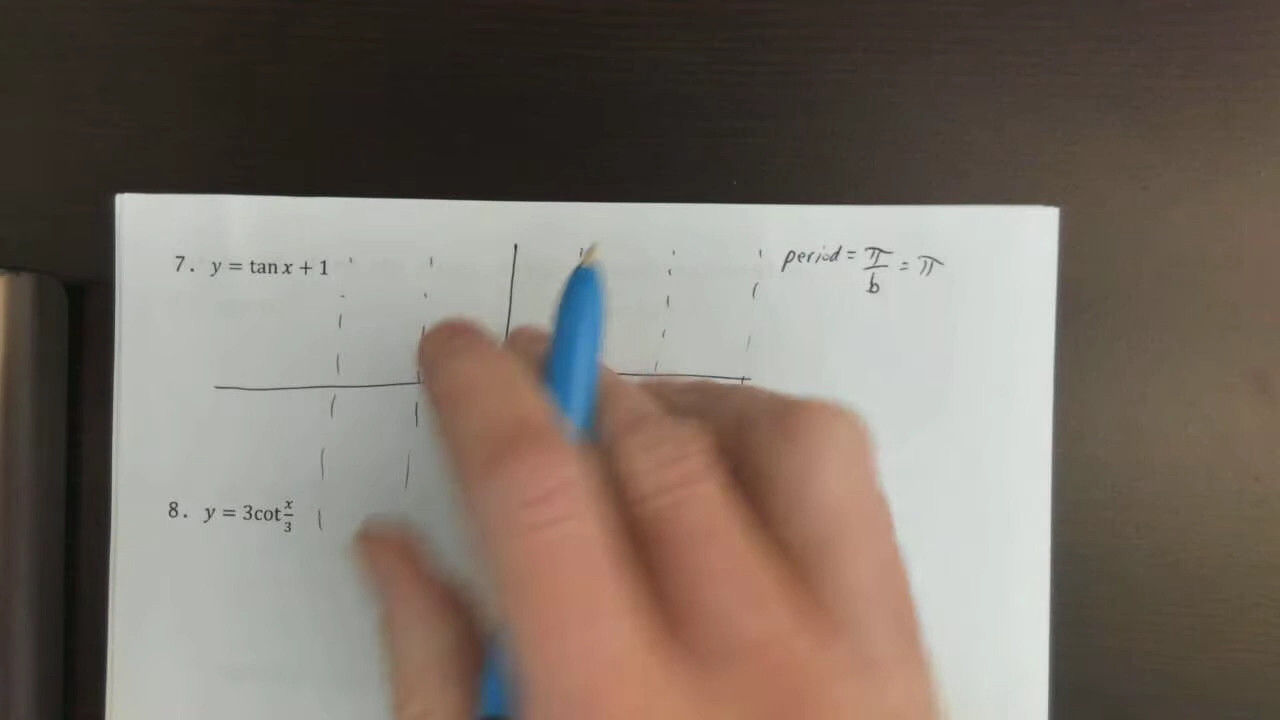 7. y = tan x + 1
period = π/b = π
8. y = 3cot x/3